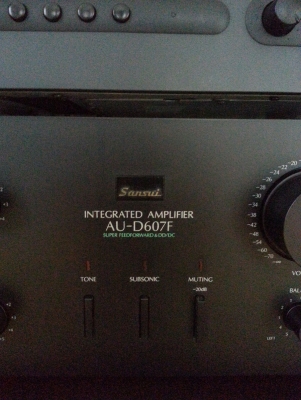 Sansui
INTEGRATED AMPLIFIER
AU-D607F
SUPER FEEDFORWARD & DD/DC
TONE
SUBSONIC
MUTING
-20dB